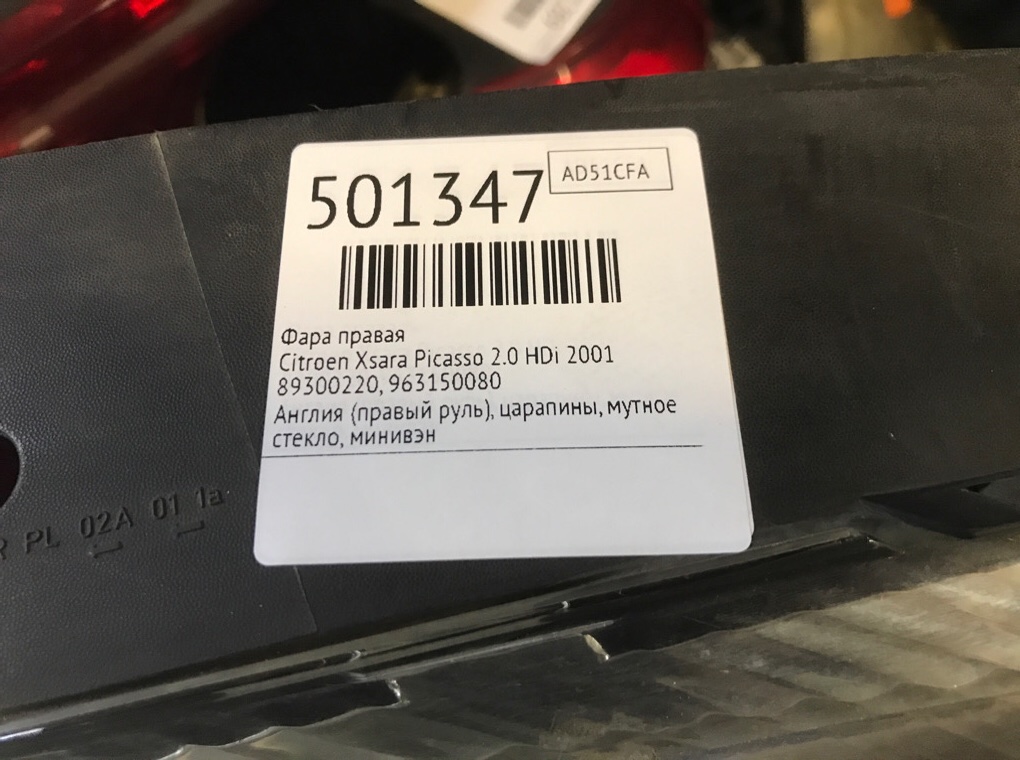 501347
AD51CFA
Фара правая
Citroen Xsara Picasso 2.0 HDi 2001
89300220, 963150080
Англия (правый руль), царапины, мутное
стекло, минивэн
R PL 02A 01 1a